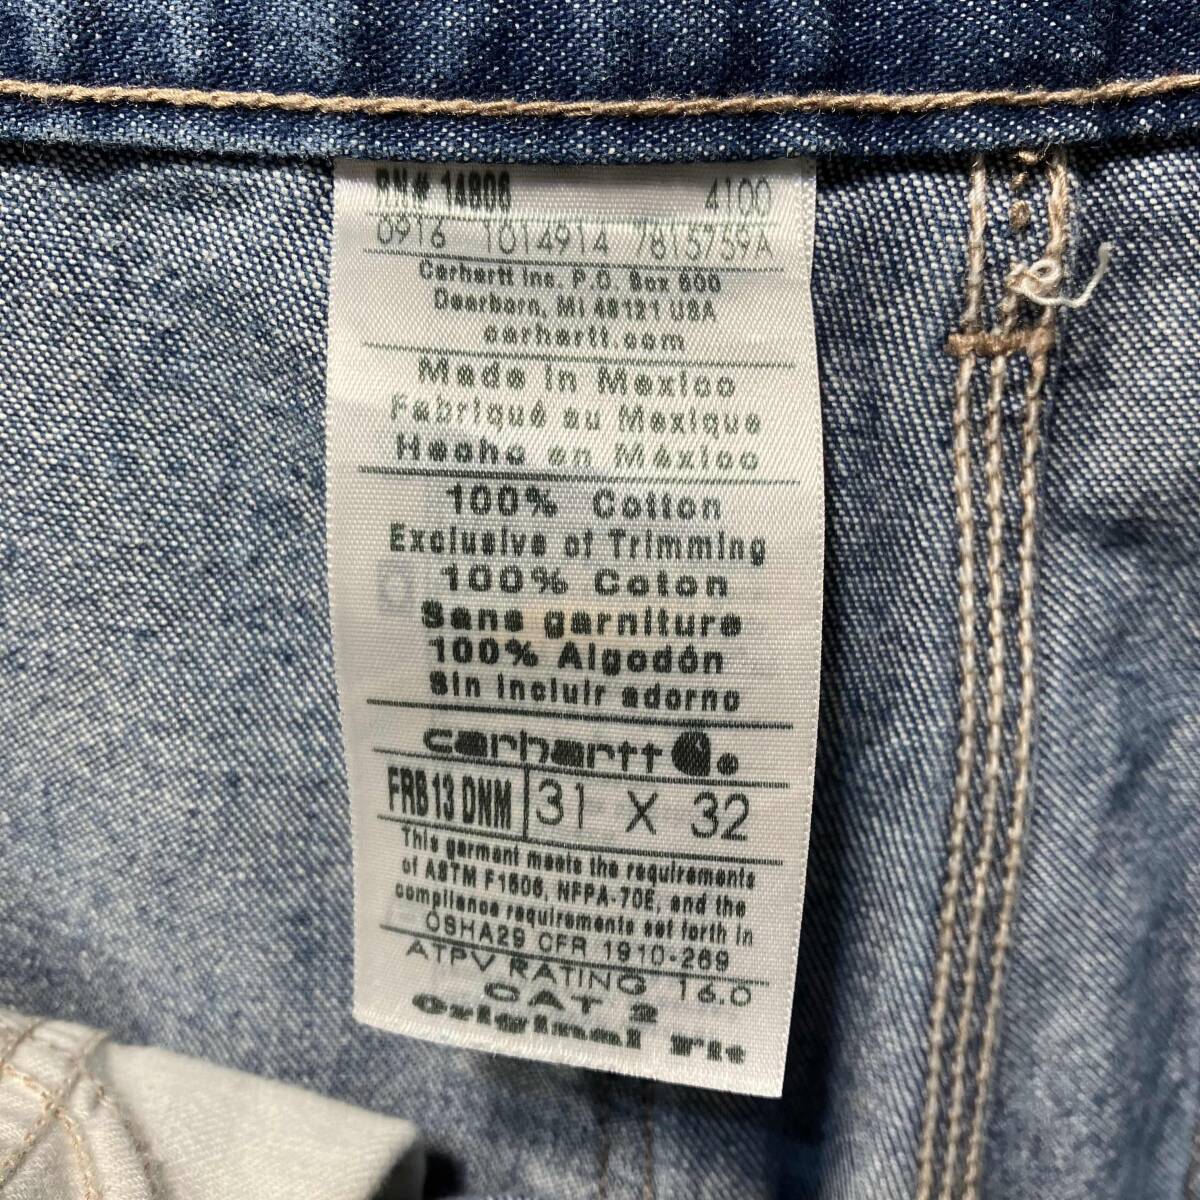 RN# 14806 4100
0916 1014914 7815759A
Carhartt Inc. P.O. Box 600
Dearborn, MI 48121 USA
carhartt.com
Made in Mexico
Fabriqué au Mexique
Hecho en México
100% Cotton
Exclusive of Trimming
100% Coton
Sans garniture
100% Algodón
Sin incluir adorno
carhartt
FRB13 DNM 31 X 32
This garment meets the requirements
of ASTM F1506, NFPA-70E, and the
compliance requirements set forth in
OSHA29 CFR 1910-269
ATPV RATING 16.0
CAT 2
Original Fit